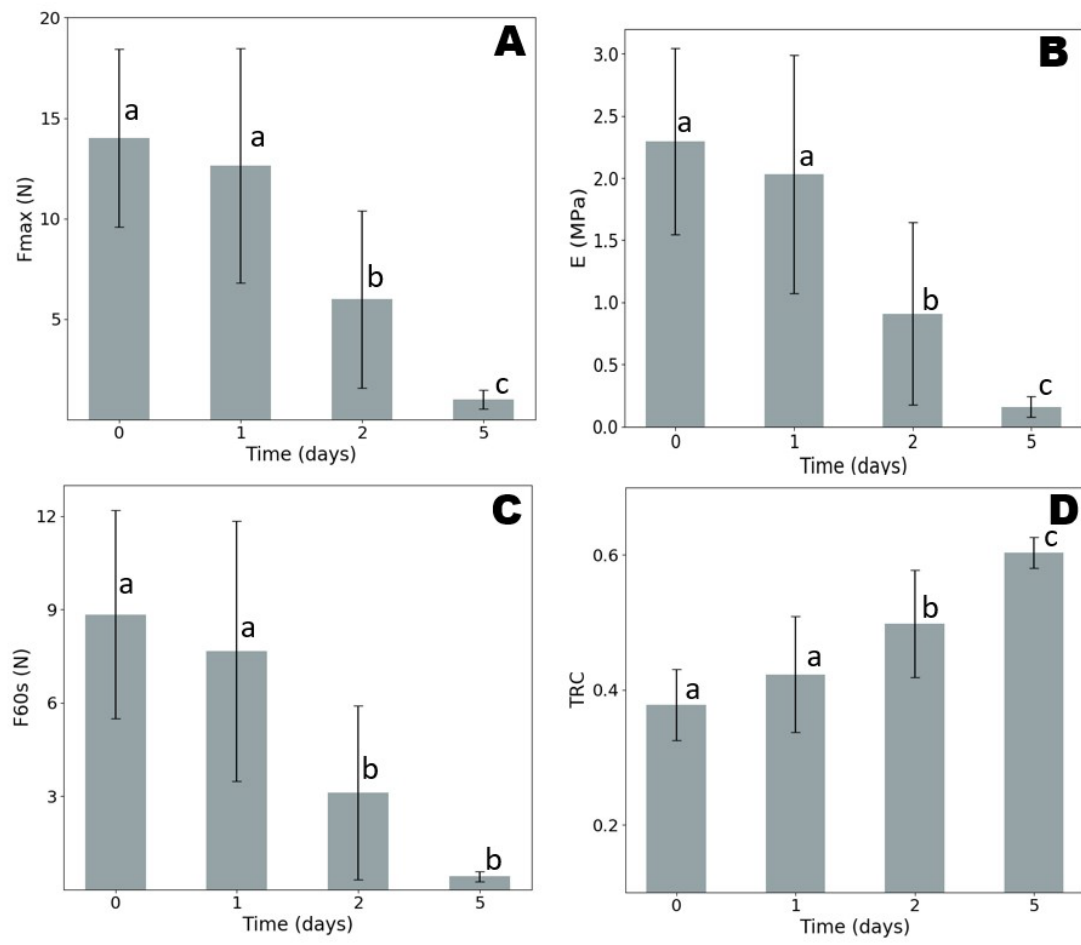 A
20
15
10
5
Fmax (N)
a
a
b
c
0 1 2 5
Time (days)
B
3.0
2.5
2.0
1.5
1.0
0.5
0.0
E (MPa)
a
a
b
c
0 1 2 5
Time (days)
C
12
9
6
3
F60s (N)
a
a
b
b
0 1 2 5
Time (days)
D
0.6
0.4
0.2
TRC
a
a
b
c
0 1 2 5
Time (days)